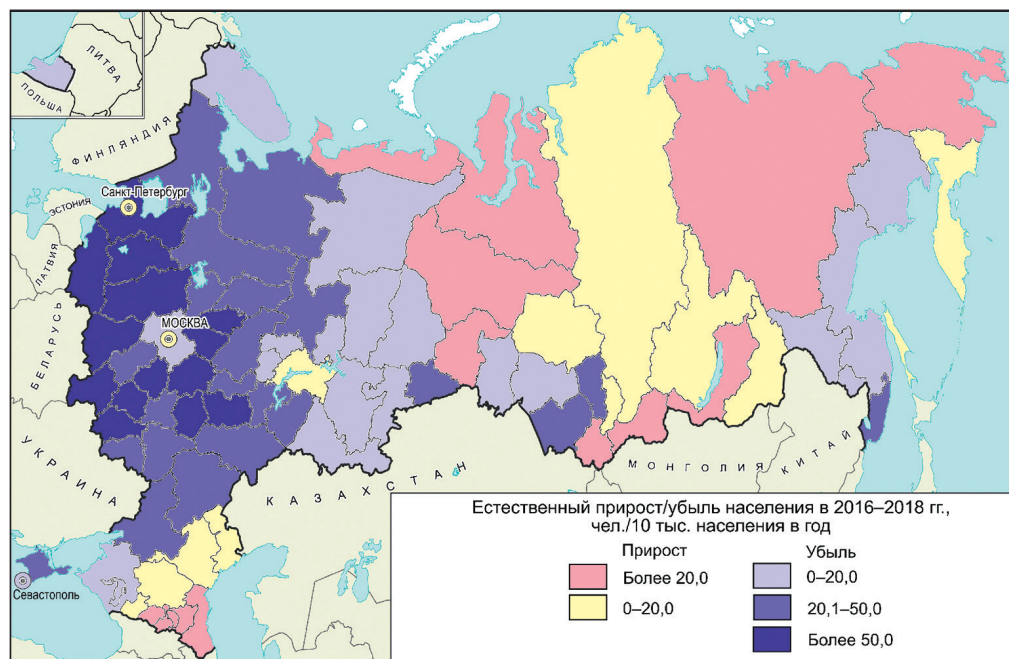 ЛИТВА
ПОЛЬША
ФИНЛЯНДИЯ
Санкт-Петербург
ЭСТОНИЯ
ЛАТВИЯ
МОСКВА
БЕЛАРУСЬ
УКРАИНА
КАЗАХСТАН
МОНГОЛИЯ
КИТАЙ
Севастополь
Естественный прирост/убыль населения в 2016–2018 гг.,
чел./10 тыс. населения в год
Прирост
Более 20,0
0–20,0
Убыль
0–20,0
20,1–50,0
Более 50,0